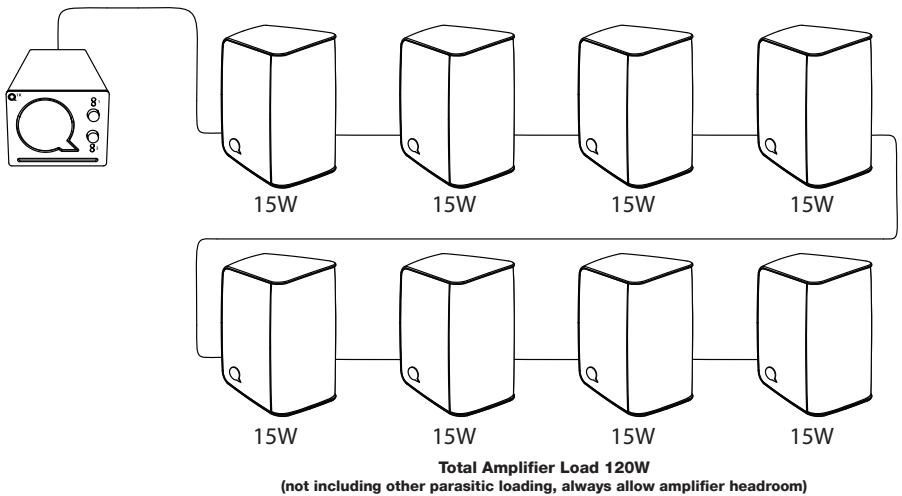 15W 15W 15W 15W
15W 15W 15W 15W
Total Amplifier Load 120W
(not including other parasitic loading, always allow amplifier headroom)